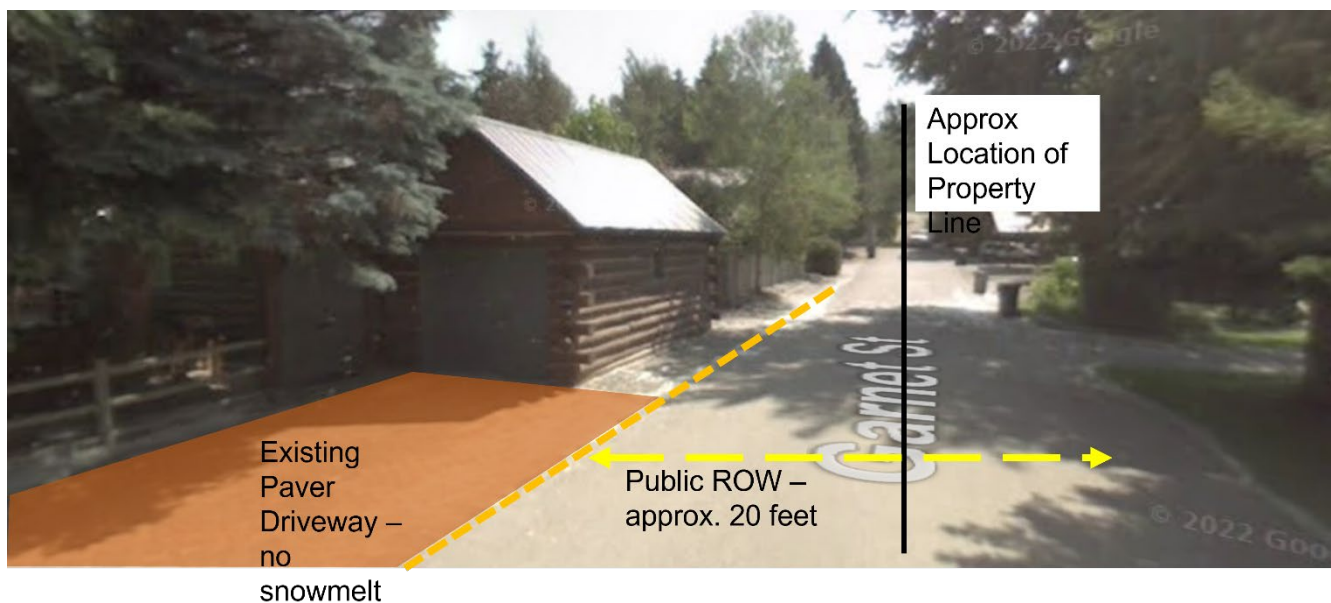 © 2022 Google
Approx
Location of
Property
Line
Garnet St
Existing
Paver
Driveway –
no
snowmelt
Public ROW –
approx. 20 feet
© 2022 Goo